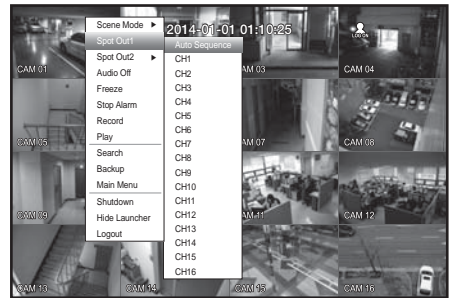 2014-01-01 01:10:25
LOG ON
Scene Mode
Spot Out1
Spot Out2
Audio Off
Freeze
Stop Alarm
Record
Play
Search
Backup
Main Menu
Shutdown
Hide Launcher
Logout
Auto Sequence
CH1
CH2
CH3
CH4
CH5
CH6
CH7
CH8
CH9
CH10
CH11
CH12
CH13
CH14
CH15
CH16
CAM 01
AM 03
CAM 04
CAM 05
AM 07
CAM 08
CAM 09
AM 11
CAM 12
CAM 13
CAM 14
CAM 15
CAM 16